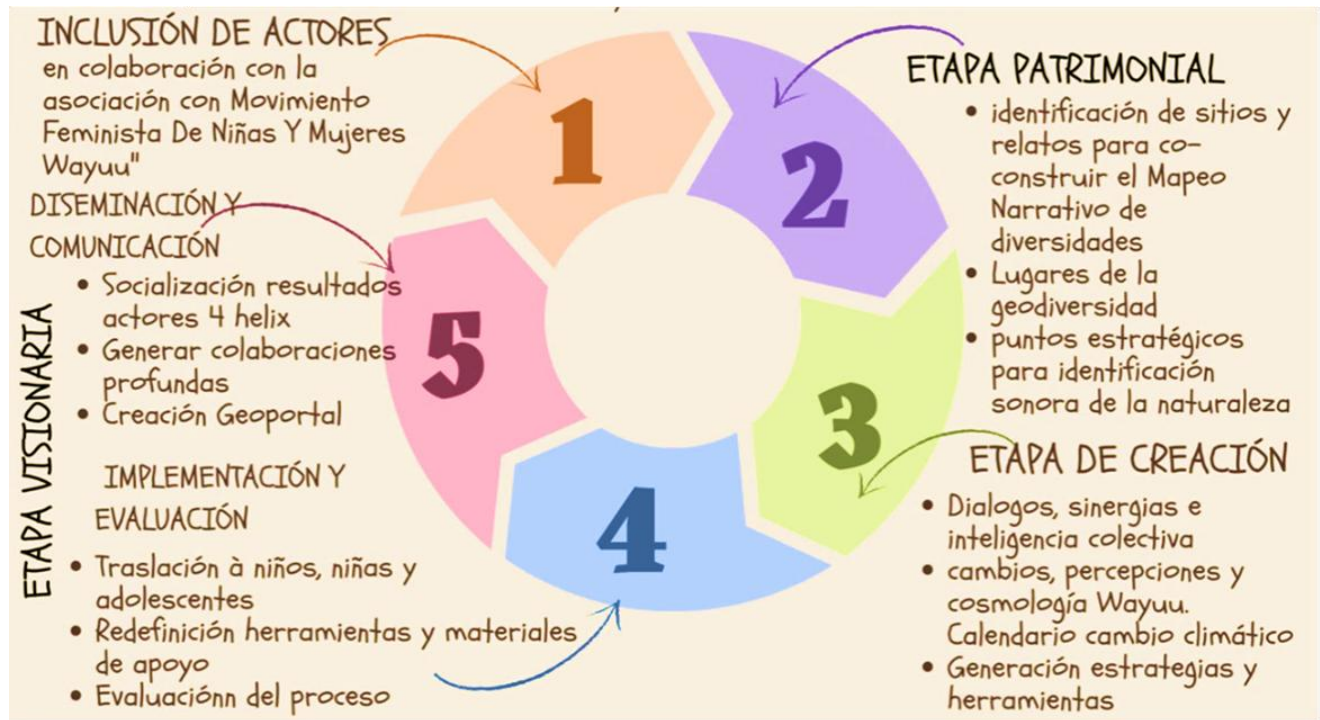 INCLUSIÓN DE ACTORES
en colaboración con la
asociación con Movimiento
Feminista De Niñas Y Mujeres
Wayuu"
1
2
ETAPA PATRIMONIAL
• identificación de sitios y
relatos para co-
construir el Mapeo
Narrativo de
diversidades
• Lugares de la
geodiversidad
• puntos estratégicos
para identificación
sonora de la naturaleza
3
ETAPA DE CREACIÓN
• Dialogos, sinergias e
inteligencia colectiva
• cambios, percepciones y
cosmología Wayuu.
Calendario cambio climático
• Generación estrategias y
herramientas
4
ETAPA VISIONARIA
IMPLEMENTACIÓN Y
EVALUACIÓN
• Traslación à niños, niñas y
adolescentes
• Redefinición herramientas y materiales
de apoyo
• Evaluaciónn del proceso
5
DISEMINACIÓN Y
COMUNICACIÓN
• Socialización resultados
actores 4 helix
• Generar colaboraciones
profundas
• Creación Geoportal